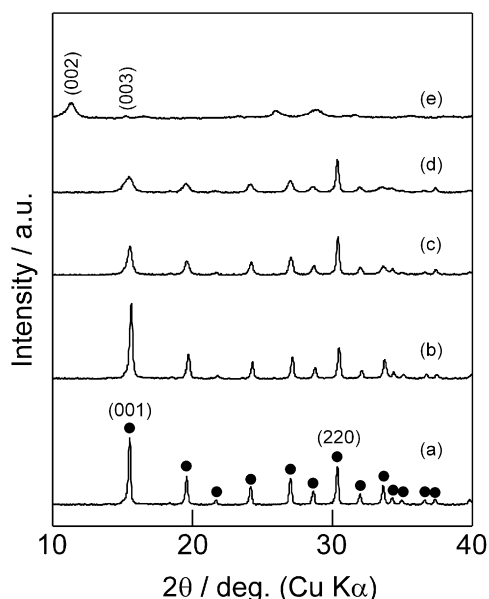 (002)
(003)
(e)
(d)
(c)
(b)
(001)
(220)
(a)
10
20
30
40
2θ / deg. (Cu Kα)
Intensity / a.u.